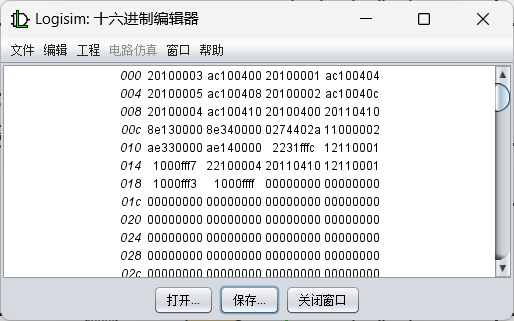 Logisim: 十六进制编辑器
文件 编辑 工程 电路仿真 窗口 帮助
000 20100003 ac100400 20100001 ac100404
004 20100005 ac100408 20100002 ac10040c
008 20100004 ac100410 20100400 20110410
00c 8e130000 8e340000 0274402a 11000002
010 ae330000 ae140000 2231fffc 12110001
014 1000fff7 22100004 20110410 12110001
018 1000fff3 1000ffff 00000000 00000000
01c 00000000 00000000 00000000 00000000
020 00000000 00000000 00000000 00000000
024 00000000 00000000 00000000 00000000
028 00000000 00000000 00000000 00000000
02c 00000000 00000000 00000000 00000000
打开... 保存... 关闭窗口